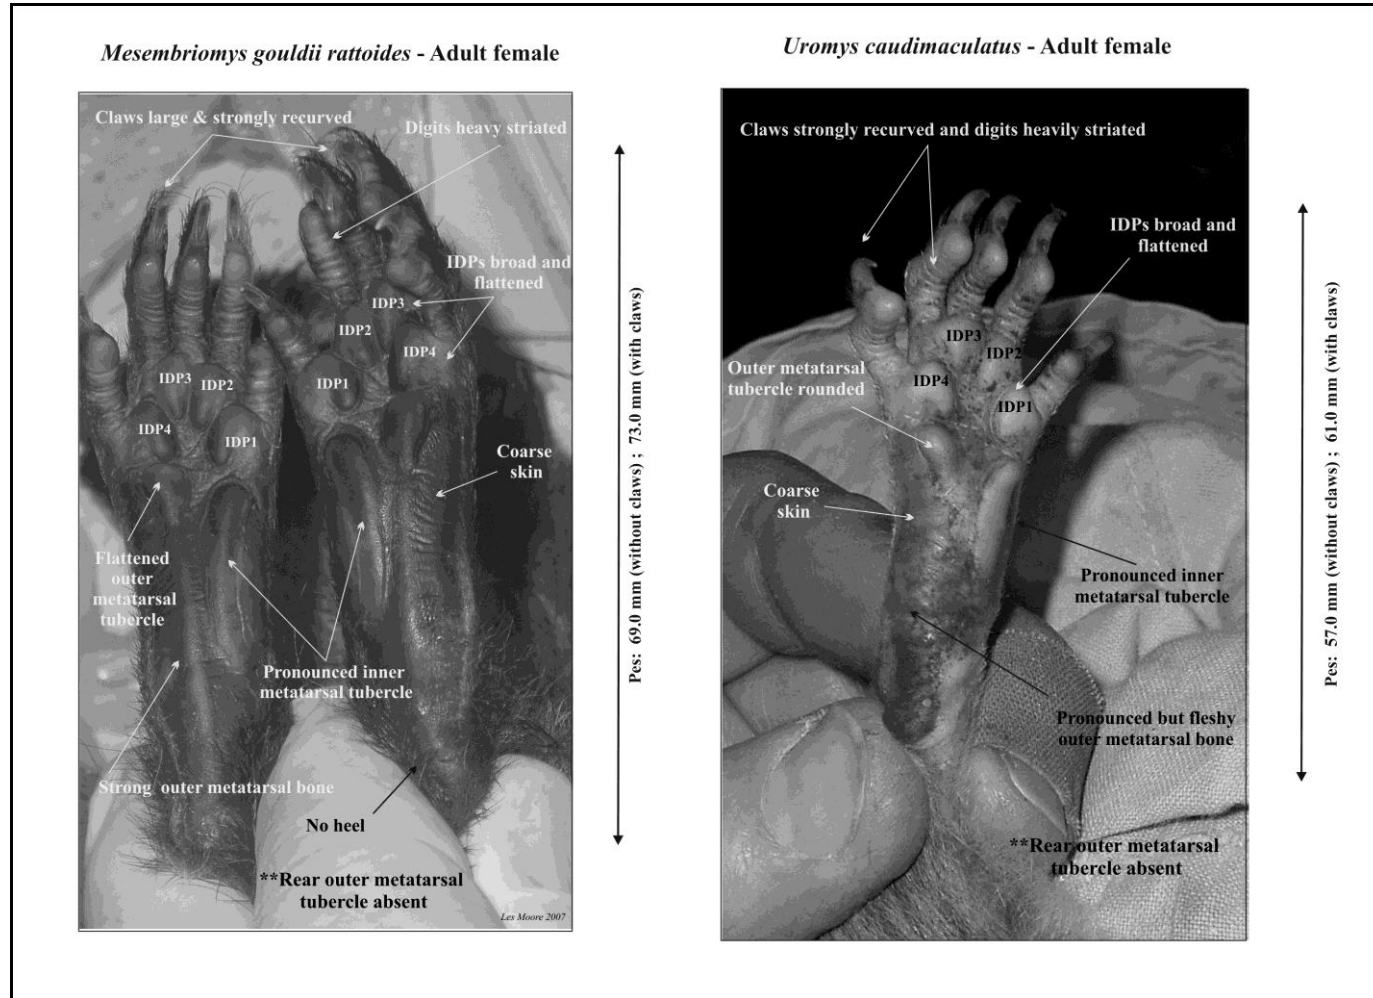 Mesembriomys gouldii rattoides - Adult female
Claws large & strongly recurved
Digits heavy striated
IDPs broad and
flattened
IDP3
IDP2
IDP4
IDP1
IDP3
IDP2
IDP4
IDP1
Coarse
skin
Flattened
outer
metatarsal
tubercle
Pronounced inner
metatarsal tubercle
Strong outer metatarsal bone
No heel
**Rear outer metatarsal
tubercle absent
Les Moore 2007
Pes: 69.0 mm (without claws) ; 73.0 mm (with claws)
Uromys caudimaculatus - Adult female
Claws strongly recurved and digits heavily striated
IDPs broad and
flattened
IDP3
IDP2
IDP4
IDP1
Outer metatarsal
tubercle rounded
Coarse
skin
Pronounced inner
metatarsal tubercle
Pronounced but fleshy
outer metatarsal bone
**Rear outer metatarsal
tubercle absent
Pes: 57.0 mm (without claws) ; 61.0 mm (with claws)